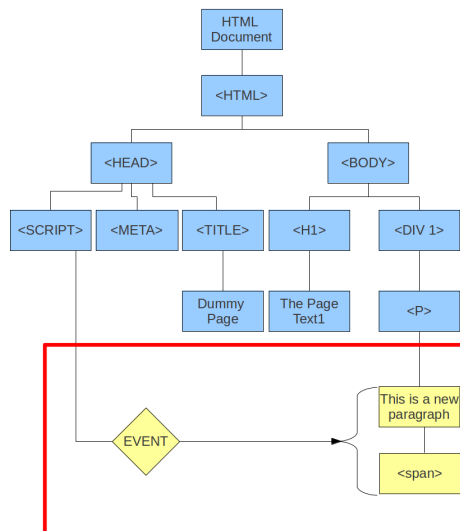 HTML
Document
<HTML>
<HEAD>
<BODY>
<SCRIPT>
<META>
<TITLE>
<H1>
<DIV 1>
Dummy
Page
The Page
Text1
<P>
This is a new
paragraph
EVENT
<span>